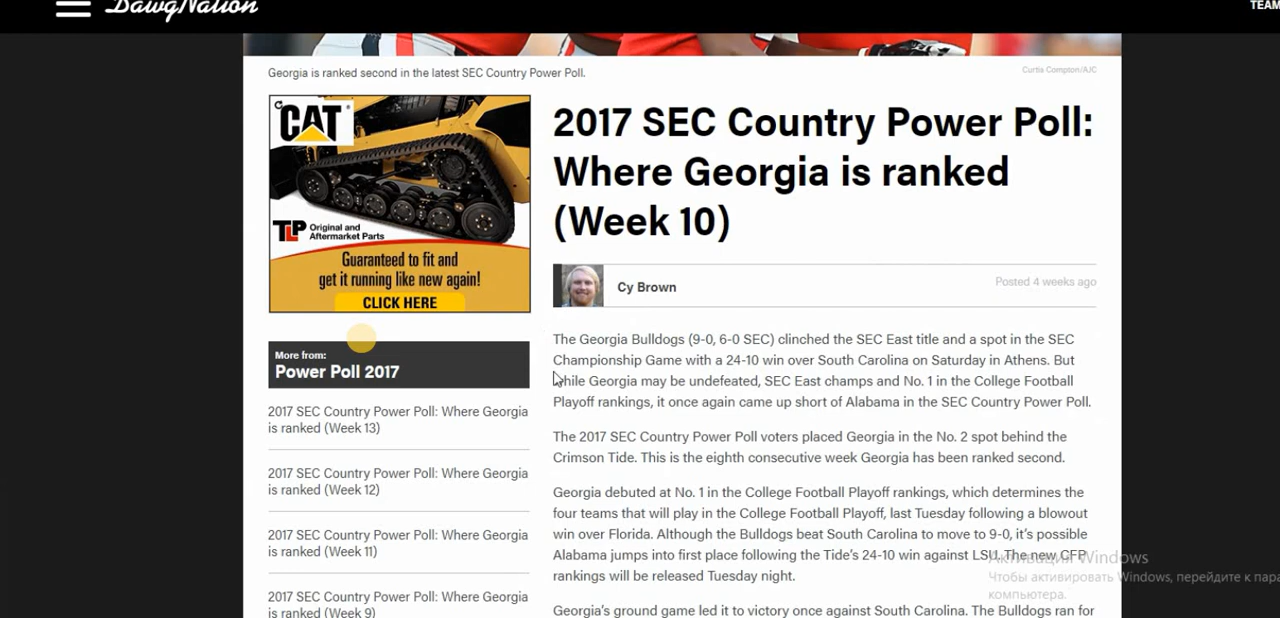 DawgNation
TEAM
Georgia is ranked second in the latest SEC Country Power Poll.
Curtis Compton/AJC
CAT
TLP Original and
Aftermarket Parts
Guaranteed to fit and
get it running like new again!
CLICK HERE
More from:
Power Poll 2017
2017 SEC Country Power Poll: Where Georgia
is ranked (Week 13)
2017 SEC Country Power Poll: Where Georgia
is ranked (Week 12)
2017 SEC Country Power Poll: Where Georgia
is ranked (Week 11)
2017 SEC Country Power Poll: Where Georgia
is ranked (Week 9)
2017 SEC Country Power Poll:
Where Georgia is ranked
(Week 10)
Cy Brown
Posted 4 weeks ago
The Georgia Bulldogs (9-0, 6-0 SEC) clinched the SEC East title and a spot in the SEC
Championship Game with a 24-10 win over South Carolina on Saturday in Athens. But
while Georgia may be undefeated, SEC East champs and No. 1 in the College Football
Playoff rankings, it once again came up short of Alabama in the SEC Country Power Poll.
The 2017 SEC Country Power Poll voters placed Georgia in the No. 2 spot behind the
Crimson Tide. This is the eighth consecutive week Georgia has been ranked second.
Georgia debuted at No. 1 in the College Football Playoff rankings, which determines the
four teams that will play in the College Football Playoff, last Tuesday following a blowout
win over Florida. Although the Bulldogs beat South Carolina to move to 9-0, it's possible
Alabama jumps into first place following the Tide's 24-10 win against LSU. The new CFP
rankings will be released Tuesday night.
Georgia's ground game led it to victory once against South Carolina. The Bulldogs ran for
Активация Windows
Чтобы активировать Windows, перейдите к пара
компьютера.